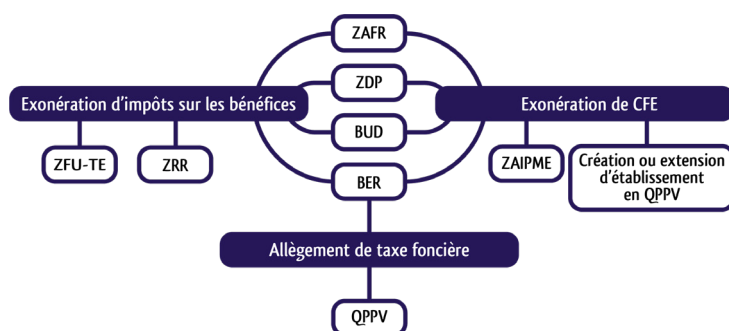 ZAFR
ZDP
Exonération d'impôts sur les bénéfices
Exonération de CFE
BUD
ZFU-TE
ZRR
BER
ZAIPME
Création ou extension
d'établissement
en QPPV
Allègement de taxe foncière
QPPV